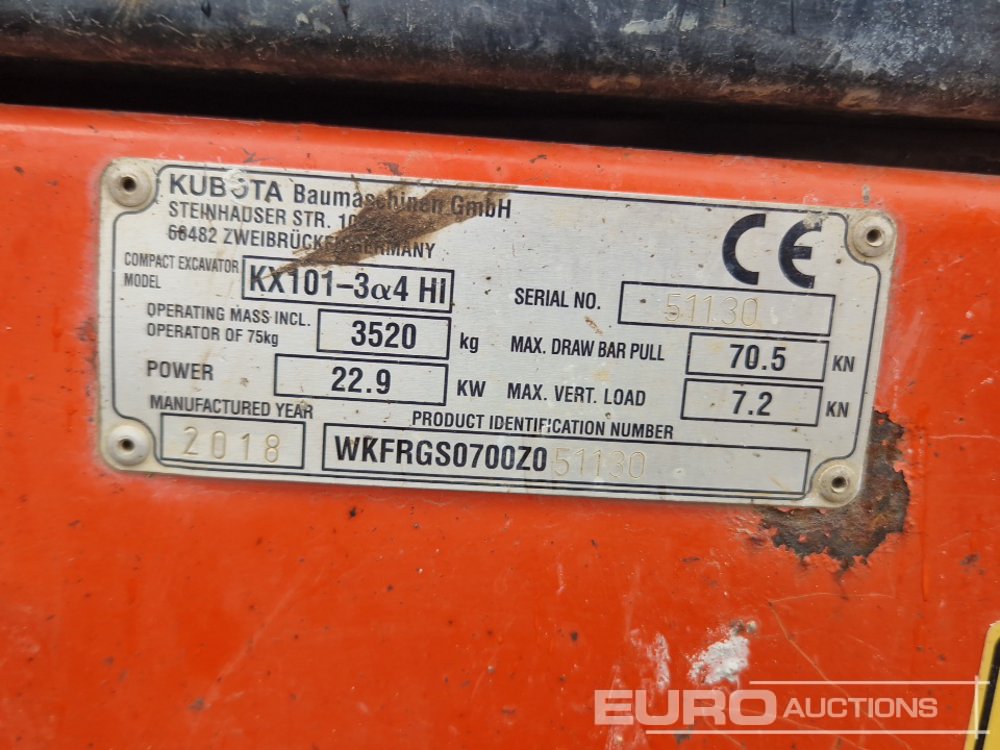 KUBOTA Baumaschinen GmbH
STEINHAUSER STR. 10
66482 ZWEIBRÜCKEN GERMANY
CE
COMPACT EXCAVATOR MODEL KX101-3α4 HI
SERIAL NO. 51130
OPERATING MASS INCL. OPERATOR OF 75kg 3520 kg
MAX. DRAW BAR PULL 70.5 KN
POWER 22.9 KW
MAX. VERT. LOAD 7.2 KN
MANUFACTURED YEAR
2018
PRODUCT IDENTIFICATION NUMBER
WKFRGS0700Z051130
EURO AUCTIONS